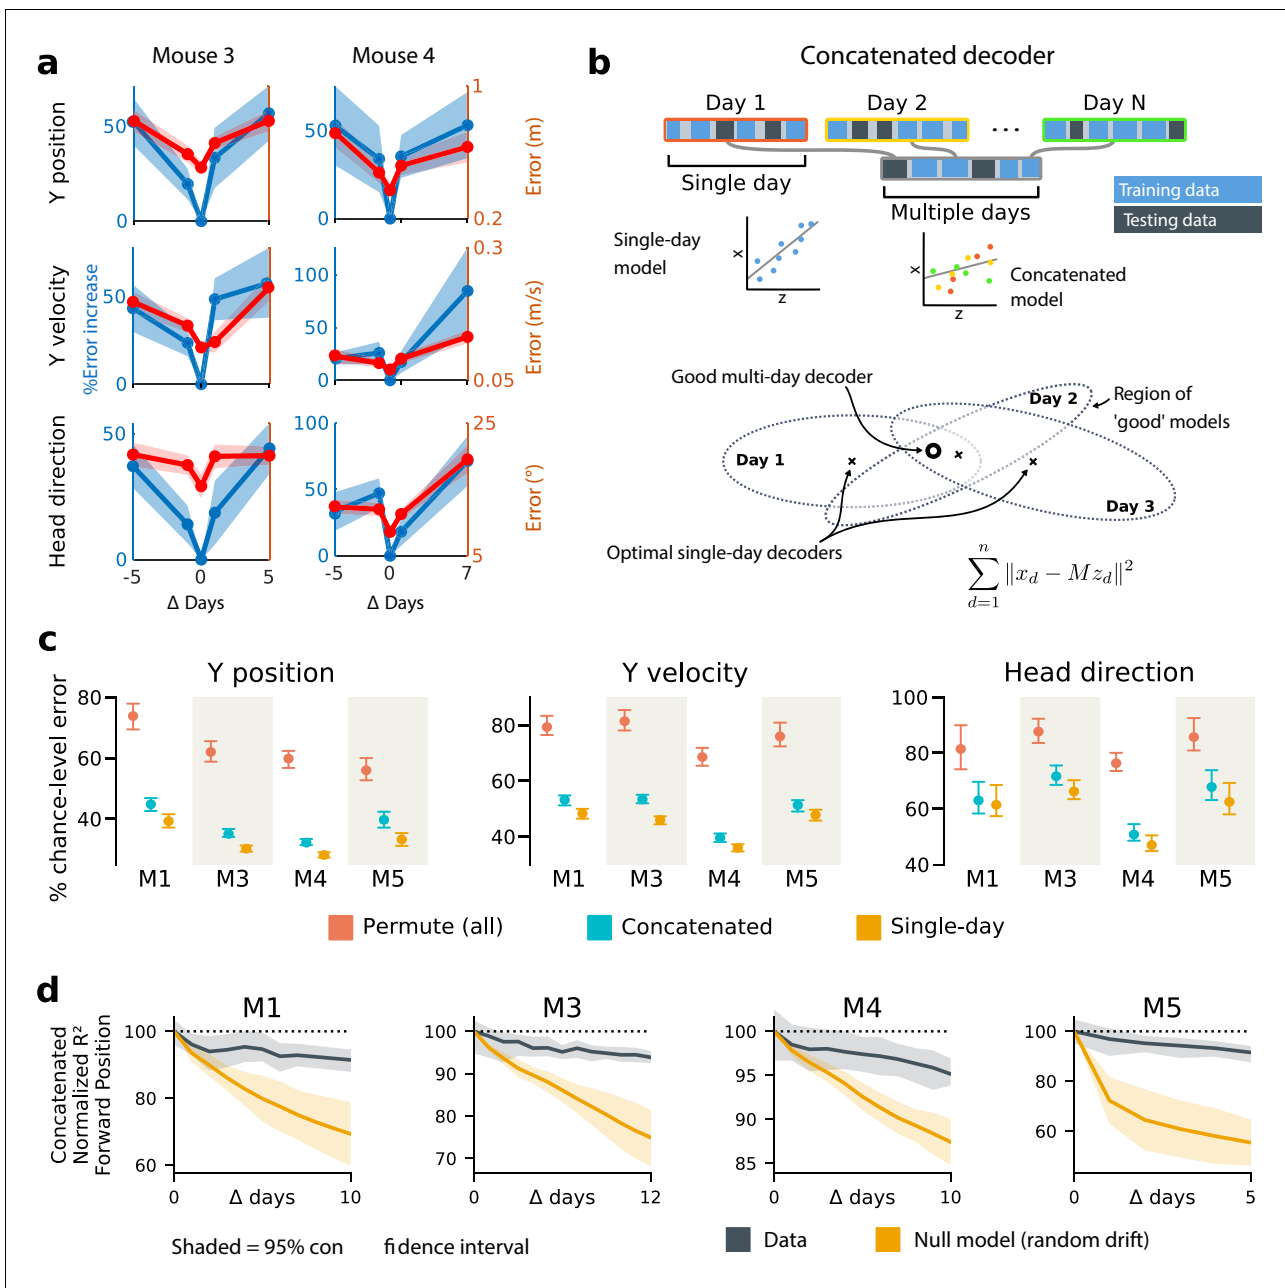 a
Mouse 3
Mouse 4
Y position
50
0
50
0
1
0.2
Error (m)
Y velocity
%Error increase
50
0
100
50
0
0.3
0.05
Error (m/s)
Head direction
50
0
100
50
0
25
5
Error (°)
-5
0
5
-5
0
7
Δ Days
Δ Days
b
Concatenated decoder
Day 1
Day 2
Day N
...
Single day
Multiple days
Training data
Testing data
Single-day
model
x
z
x
z
Concatenated
model
Good multi-day decoder
Day 2
Region of
'good' models
Day 1
Day 3
Optimal single-day decoders
\sum_{d=1}^{n} \|x_d - Mz_d\|^2
c
Y position
Y velocity
Head direction
% chance-level error
80
60
40
M1
M3
M4
M5
80
60
40
M1
M3
M4
M5
100
80
60
40
M1
M3
M4
M5
Permute (all)
Concatenated
Single-day
d
M1
M3
M4
M5
Concatenated
Normalized R²
Forward Position
100
80
60
0
10
Δ days
100
90
80
70
0
12
Δ days
100
95
90
85
0
10
Δ days
100
80
60
0
5
Δ days
Shaded = 95% con fidence interval
Data
Null model (random drift)